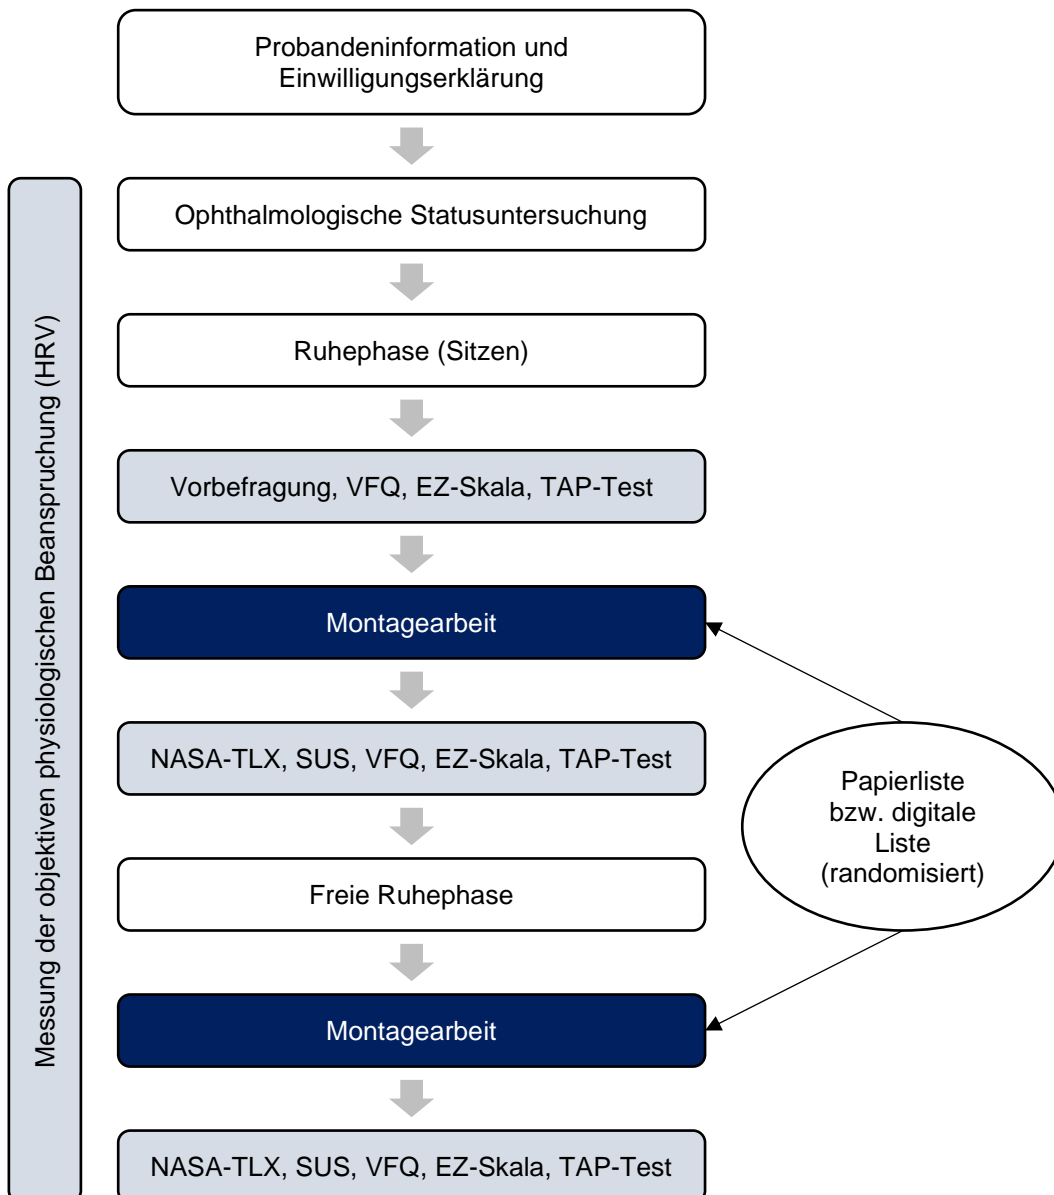 Probandeninformation und
Einwilligungserklärung
Ophthalmologische Statusuntersuchung
Ruhephase (Sitzen)
Vorbefragung, VFQ, EZ-Skala, TAP-Test
Montagearbeit
NASA-TLX, SUS, VFQ, EZ-Skala, TAP-Test
Freie Ruhephase
Montagearbeit
NASA-TLX, SUS, VFQ, EZ-Skala, TAP-Test
Messung der objektiven physiologischen Beanspruchung (HRV)
Papierliste
bzw. digitale
Liste
(randomisiert)